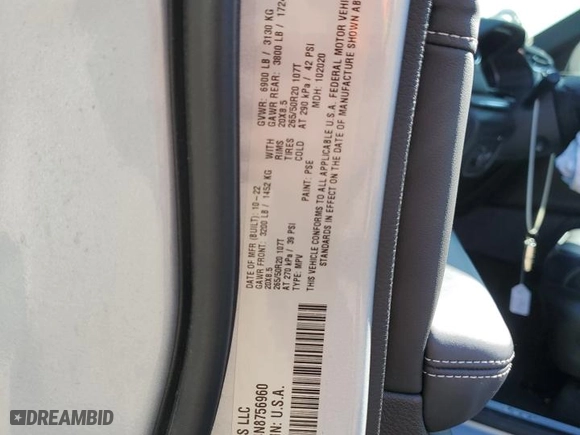 S LLC
N8756960
N: U.S.A.
DATE OF MFR (BUILT): 10-22
GVWR: 6900 LB / 3130 KG
GAWR FRONT: 3200 LB / 1452 KG WITH GAWR REAR: 3800 LB / 172
20X8.5 RIMS 20X8.5
265/50R20 107T TIRES 265/50R20 107T
AT 270 kPa / 39 PSI COLD AT 290 kPa / 42 PSI
TYPE: MPV PAINT: PSE MDH: 102020
THIS VEHICLE CONFORMS TO ALL APPLICABLE U.S.A. FEDERAL MOTOR VEHI
STANDARDS IN EFFECT ON THE DATE OF MANUFACTURE SHOWN AB
DREAMBID